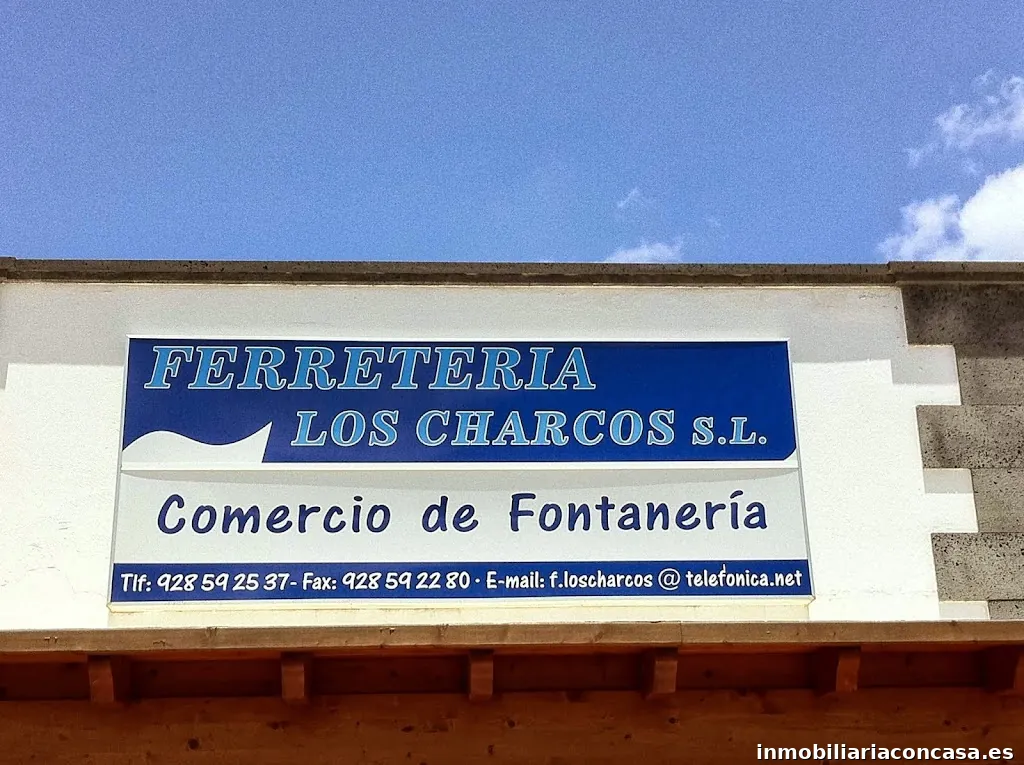 FERRETERIA
LOS CHARCOS S.L.
Comercio de Fontanería
Tlf: 928 59 25 37- Fax: 928 59 22 80 · E-mail: f.loscharcos @ telefonica.net
inmobiliariaconcasa.es